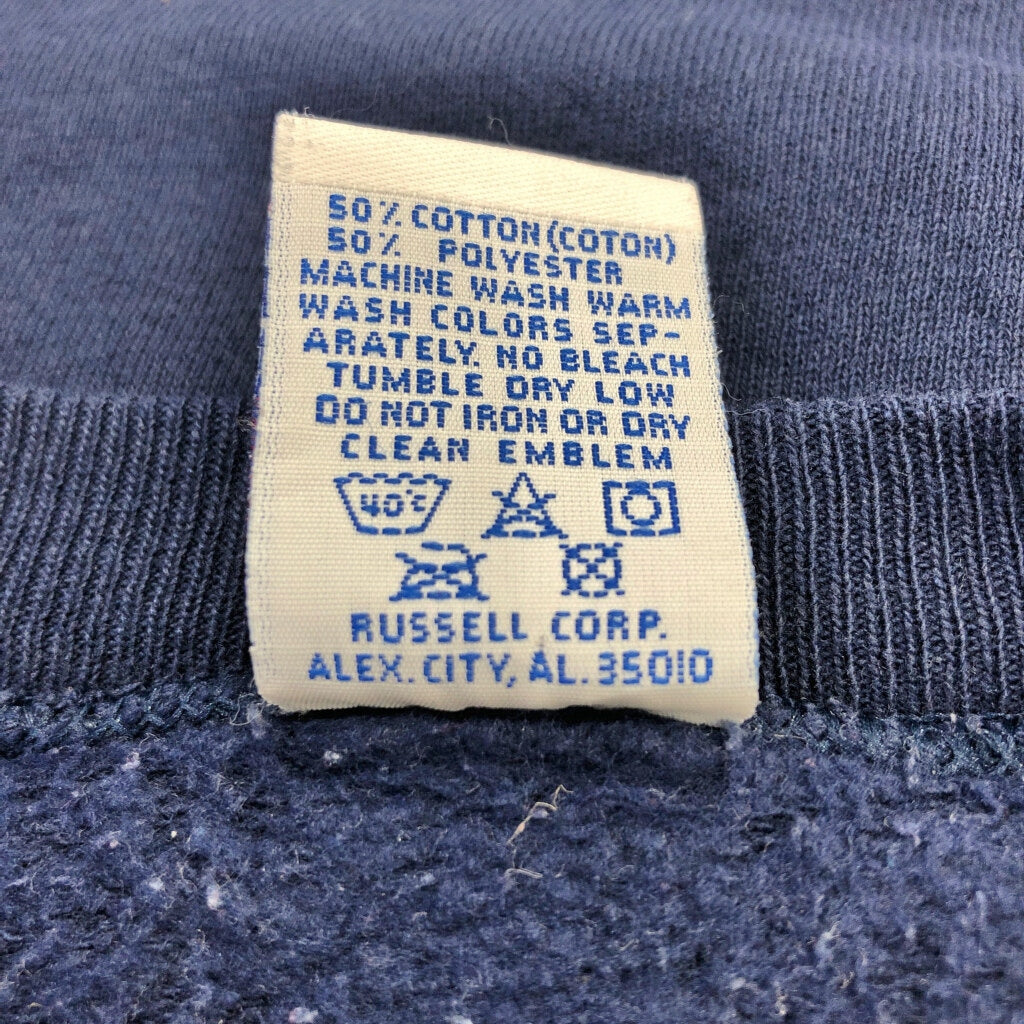 50% COTTON (COTON)
50% POLYESTER
MACHINE WASH WARM
WASH COLORS SEP-
ARATELY. NO BLEACH
TUMBLE DRY LOW
DO NOT IRON OR DRY
CLEAN EMBLEM
40°C
RUSSELL CORP.
ALEX. CITY, AL. 35010